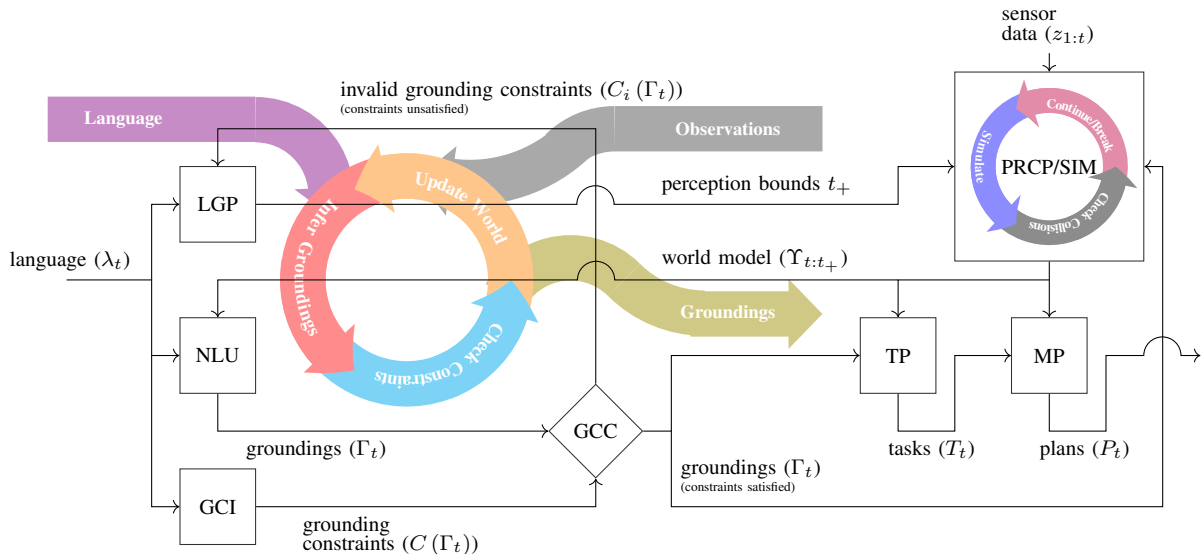 sensor
data (z₁:ₜ)
invalid grounding constraints (Cᵢ (Γₜ))
(constraints unsatisfied)
Language
Observations
Continue/Break
Simulate
PRCP/SIM
Check Collisions
LGP
Update World
perception bounds t₊
Infer Groundings
language (λₜ)
world model (ϒₜ:ₜ₊)
Groundings
NLU
Check Constraints
TP
MP
GCC
groundings (Γₜ)
tasks (Tₜ)
plans (Pₜ)
groundings (Γₜ)
(constraints satisfied)
GCI
grounding
constraints (C (Γₜ))